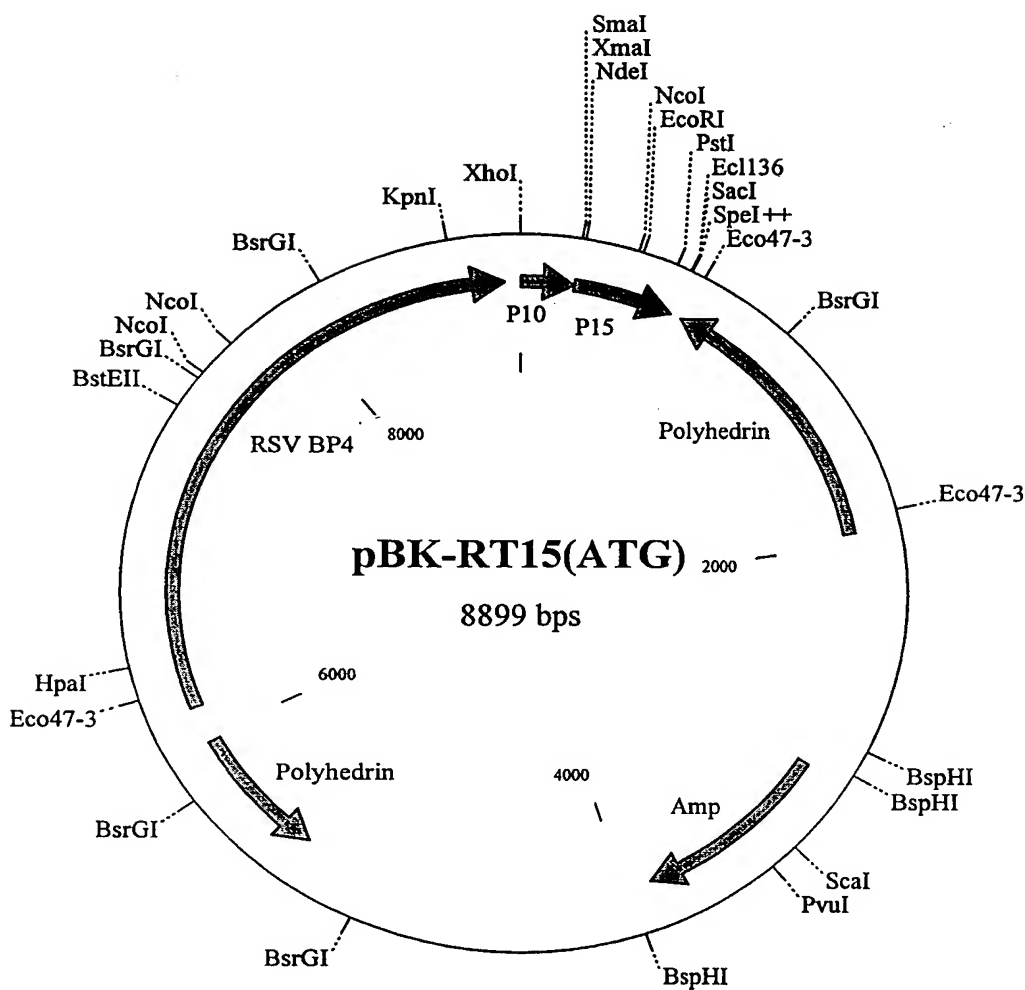 SmaI
XmaI
NdeI
NcoI
EcoRI
PstI
Ecl136
SacI
SpeI++
Eco47-3
XhoI
KpnI
BsrGI
BsrGI
NcoI
NcoI
BsrGI
BstEII
P10
P15
RSV BP4
8000
Polyhedrin
Eco47-3
pBK-RT15(ATG)
2000
8899 bps
HpaI
Eco47-3
6000
Polyhedrin
4000
Amp
BspHI
BspHI
BsrGI
ScaI
PvuI
BsrGI
BspHI